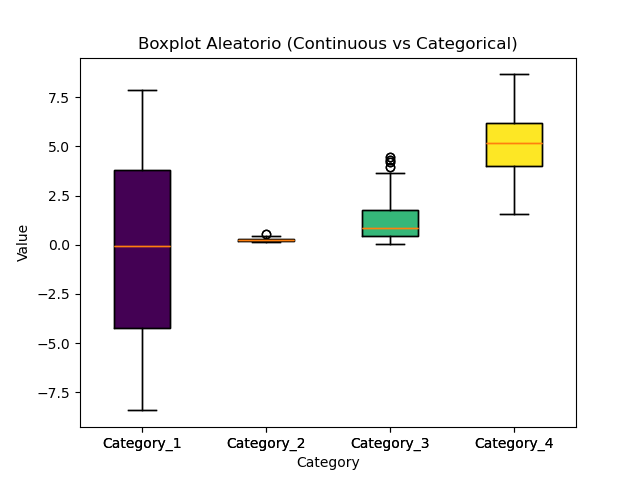 Boxplot Aleatorio (Continuous vs Categorical)
7.5
5.0
2.5
0.0
−2.5
−5.0
−7.5
Value
Category_1 Category_2 Category_3 Category_4
Category